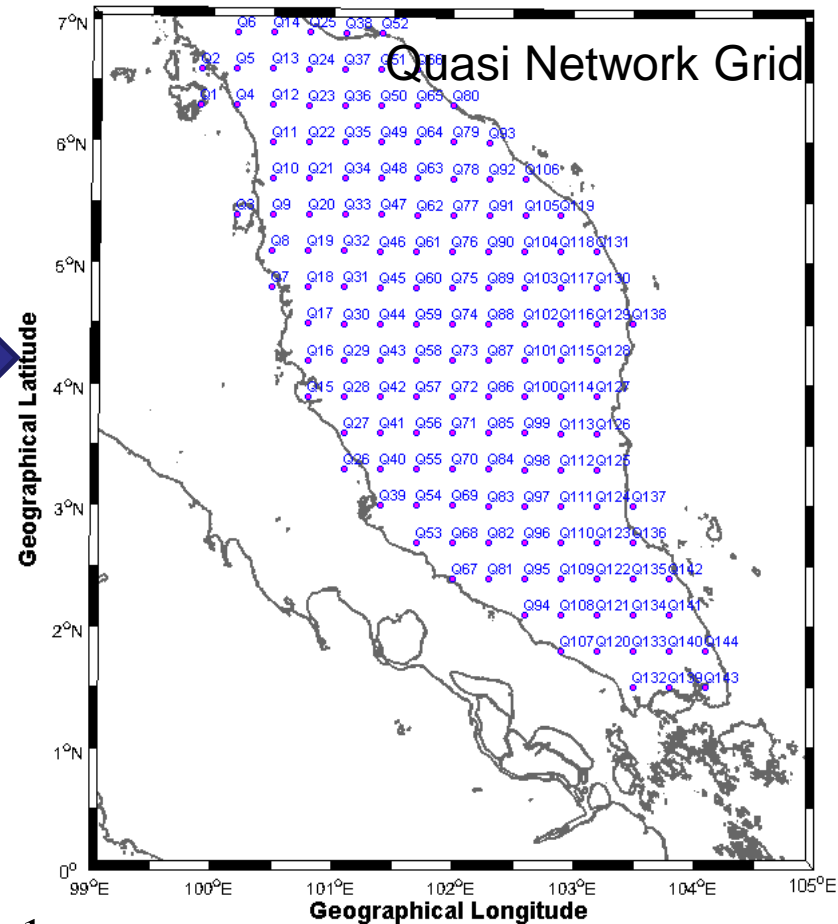 7°N
Q6 Q14 Q25 Q38 Q52
Quasi Network Grid
Q2 Q5 Q13 Q24 Q37 Q51 Q66
Q1 Q4 Q12 Q23 Q36 Q50 Q65 Q80
6°N
Q11 Q22 Q35 Q49 Q64 Q79 Q93
Q10 Q21 Q34 Q48 Q63 Q78 Q92 Q106
Q3 Q9 Q20 Q33 Q47 Q62 Q77 Q91 Q105 Q119
Q8 Q19 Q32 Q46 Q61 Q76 Q90 Q104 Q118 Q131
5°N
Q7 Q18 Q31 Q45 Q60 Q75 Q89 Q103 Q117 Q130
Q17 Q30 Q44 Q59 Q74 Q88 Q102 Q116 Q129 Q138
Q16 Q29 Q43 Q58 Q73 Q87 Q101 Q115 Q128
4°N
Q15 Q28 Q42 Q57 Q72 Q86 Q100 Q114 Q127
Q27 Q41 Q56 Q71 Q85 Q99 Q113 Q126
Q26 Q40 Q55 Q70 Q84 Q98 Q112 Q125
3°N
Q39 Q54 Q69 Q83 Q97 Q111 Q124 Q137
Q53 Q68 Q82 Q96 Q110 Q123 Q136
Q67 Q81 Q95 Q109 Q122 Q135 Q142
Q94 Q108 Q121 Q134 Q141
2°N
Q107 Q120 Q133 Q140 Q144
Q132 Q139 Q143
1°N
0°
99°E 100°E 101°E 102°E 103°E 104°E 105°E
Geographical Latitude
Geographical Longitude